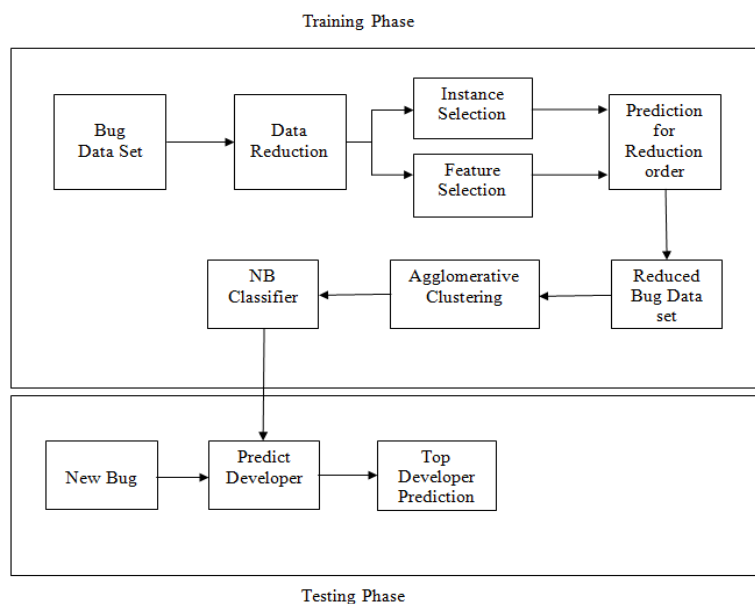 Training Phase
Bug
Data Set
Data
Reduction
Instance
Selection
Feature
Selection
Prediction
for
Reduction
order
NB
Classifier
Agglomerative
Clustering
Reduced
Bug Data
set
New Bug
Predict
Developer
Top
Developer
Prediction
Testing Phase